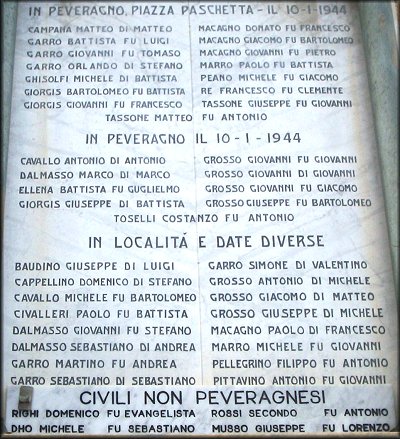 IN PEVERAGNO, PIAZZA PASCHETTA - IL 10-1-1944
CAMPANA MATTEO DI MATTEO MACAGNO DONATO FU FRANCESCO
GARRO BATTISTA FU LUIGI MACAGNO GIACOMO FU BARTOLOMEO
GARRO GIOVANNI FU TOMASO MACAGNO GIOVANNI FU PIETRO
GARRO ORLANDO DI STEFANO MARRO PAOLO FU BATTISTA
GHISOLFI MICHELE DI BATTISTA PEANO MICHELE FU GIACOMO
GIORGIS BARTOLOMEO FU BATTISTA RE FRANCESCO FU CLEMENTE
GIORGIS GIOVANNI FU FRANCESCO TASSONE GIUSEPPE FU GIOVANNI
TASSONE MATTEO FU ANTONIO
IN PEVERAGNO IL 10-1-1944
CAVALLO ANTONIO DI ANTONIO GROSSO GIOVANNI FU GIOVANNI
DALMASSO MARCO DI MARCO GROSSO GIOVANNI DI GIOVANNI
ELLENA BATTISTA FU GUGLIELMO GROSSO GIOVANNI FU GIACOMO
GIORGIS GIUSEPPE DI BATTISTA GROSSO GIUSEPPE FU BARTOLOMEO
TOSELLI COSTANZO FU ANTONIO
IN LOCALITÁ E DATE DIVERSE
BAUDINO GIUSEPPE DI LUIGI GARRO SIMONE DI VALENTINO
CAPPELLINO DOMENICO DI STEFANO GROSSO ANTONIO DI MICHELE
CAVALLO MICHELE FU BARTOLOMEO GROSSO GIACOMO DI MATTEO
CIVALLERI PAOLO FU BATTISTA GROSSO GIUSEPPE DI MICHELE
DALMASSO GIOVANNI FU STEFANO MACAGNO PAOLO DI FRANCESCO
DALMASSO SEBASTIANO DI ANDREA MARRO MICHELE FU GIOVANNI
GARRO MARTINO FU ANDREA PELLEGRINO FILIPPO FU ANTONIO
GARRO SEBASTIANO DI SEBASTIANO PITTAVINO ANTONIO FU GIOVANNI
CIVILI NON PEVERAGNESI
RIGHI DOMENICO FU EVANGELISTA ROSSI SECONDO FU ANTONIO
DHO MICHELE FU SEBASTIANO MUSSO GIUSEPPE FU LORENZO